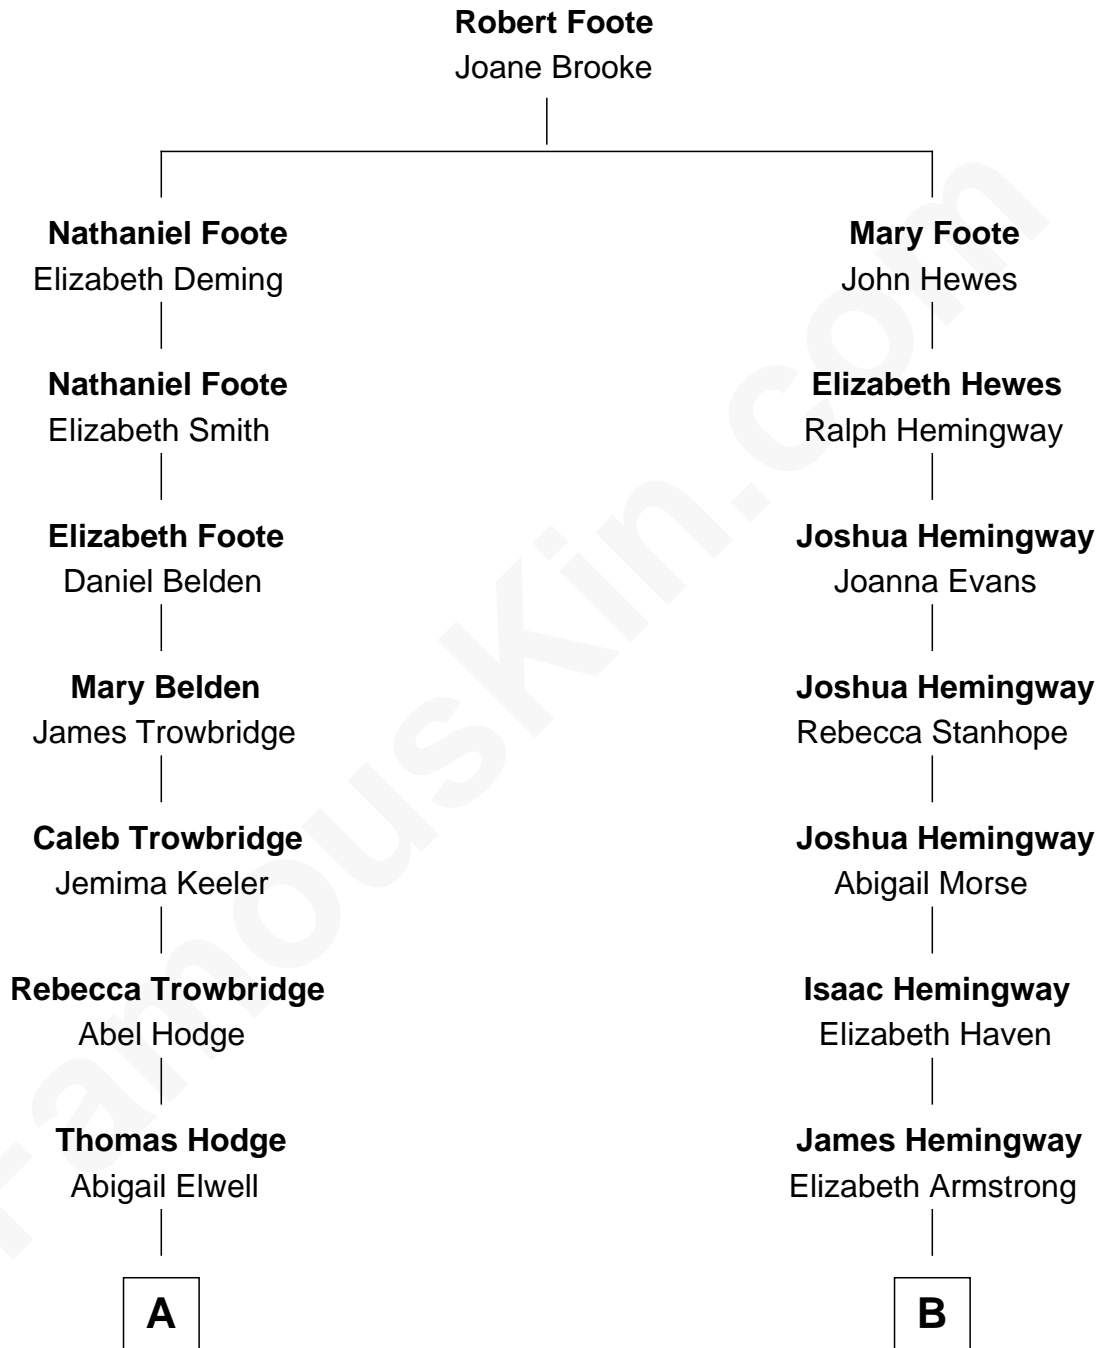 Robert Foote
Joane Brooke
Nathaniel Foote
Elizabeth Deming
Mary Foote
John Hewes
Nathaniel Foote
Elizabeth Smith
Elizabeth Hewes
Ralph Hemingway
Elizabeth Foote
Daniel Belden
Joshua Hemingway
Joanna Evans
Mary Belden
James Trowbridge
Joshua Hemingway
Rebecca Stanhope
Caleb Trowbridge
Jemima Keeler
Joshua Hemingway
Abigail Morse
Rebecca Trowbridge
Abel Hodge
Isaac Hemingway
Elizabeth Haven
Thomas Hodge
Abigail Elwell
James Hemingway
Elizabeth Armstrong
A
B
FamousKin.com